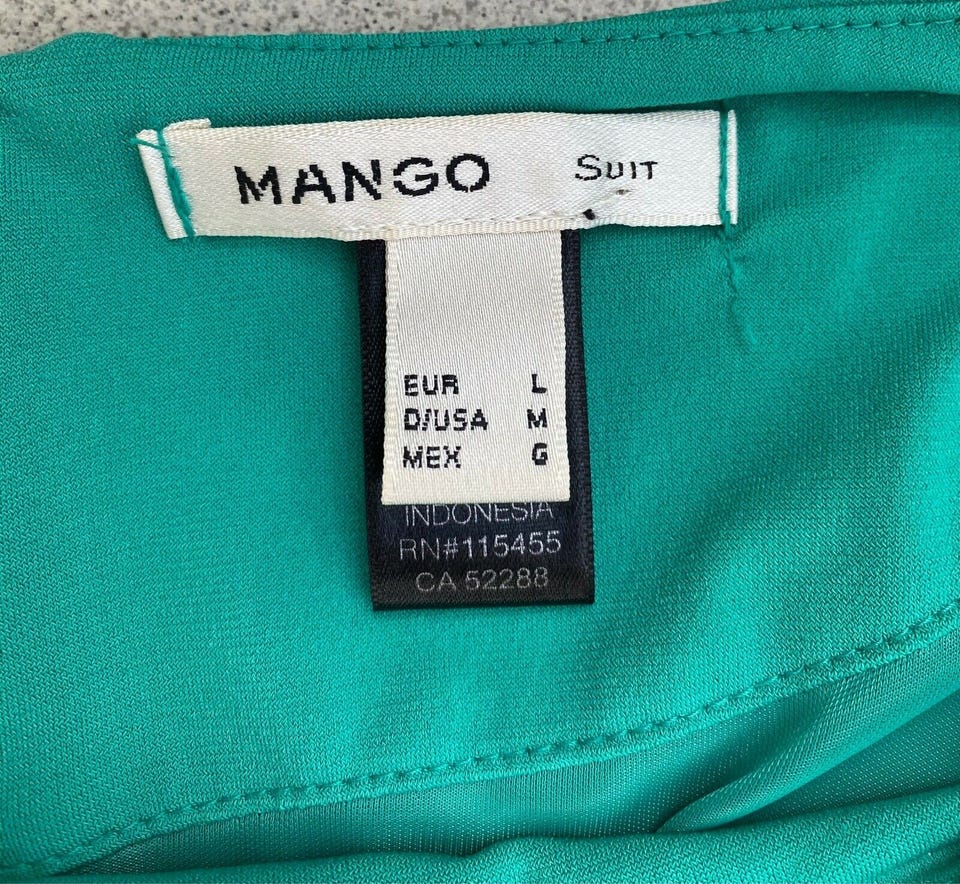 MANGO SUIT
EUR L
D/USA M
MEX G
INDONESIA
RN#115455
CA 52288